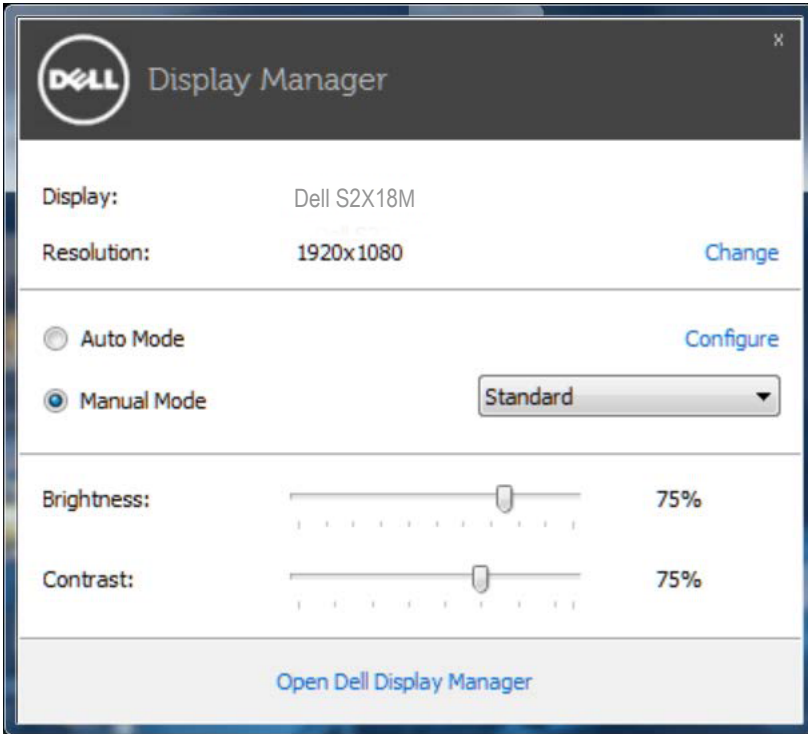 x
DELL Display Manager
Display: Dell S2X18M
Resolution: 1920x1080 Change
Auto Mode Configure
Manual Mode Standard
Brightness: 75%
Contrast: 75%
Open Dell Display Manager